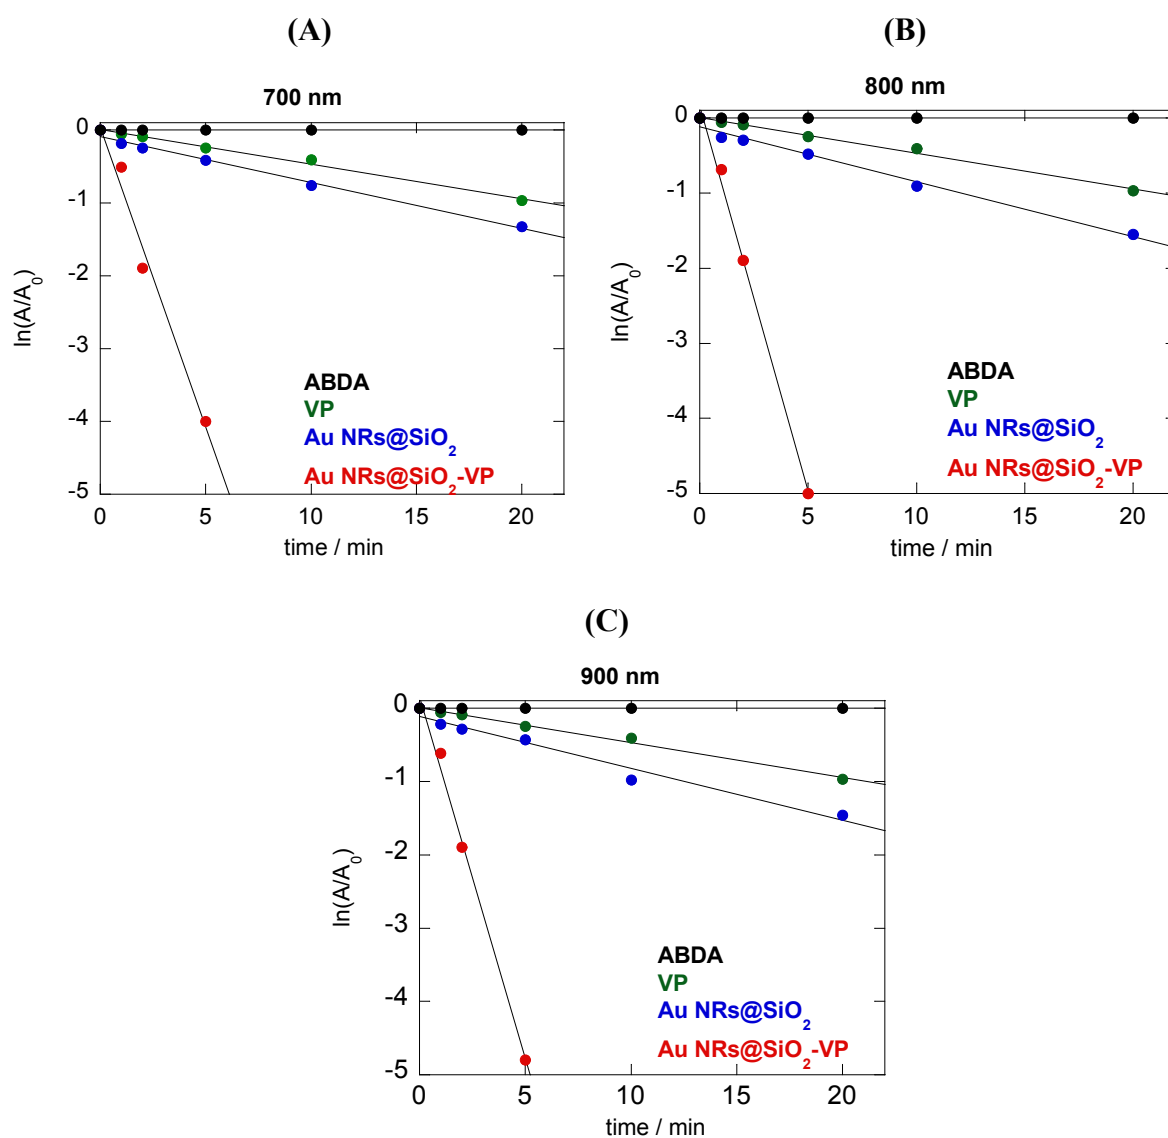 (A)
700 nm
0
-1
-2
-3
-4
-5
ln(A/A₀)
ABDA
VP
Au NRs@SiO₂
Au NRs@SiO₂-VP
0 5 10 15 20
time / min
(B)
800 nm
0
-1
-2
-3
-4
-5
ln(A/A₀)
ABDA
VP
Au NRs@SiO₂
Au NRs@SiO₂-VP
0 5 10 15 20
time / min
(C)
900 nm
0
-1
-2
-3
-4
-5
ln(A/A₀)
ABDA
VP
Au NRs@SiO₂
Au NRs@SiO₂-VP
0 5 10 15 20
time / min